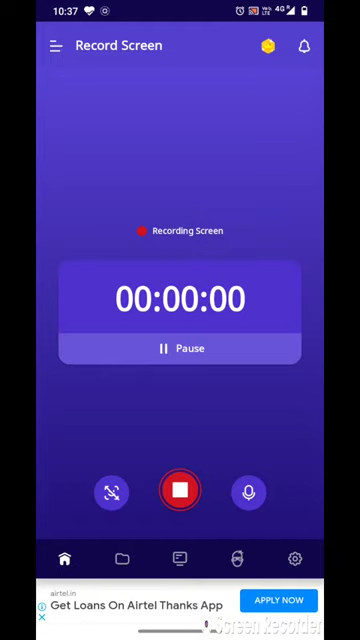 10:37
4G
Record Screen
Recording Screen
00:00:00
Pause
airtel.in
Get Loans On Airtel Thanks App
APPLY NOW
Screen Recorder